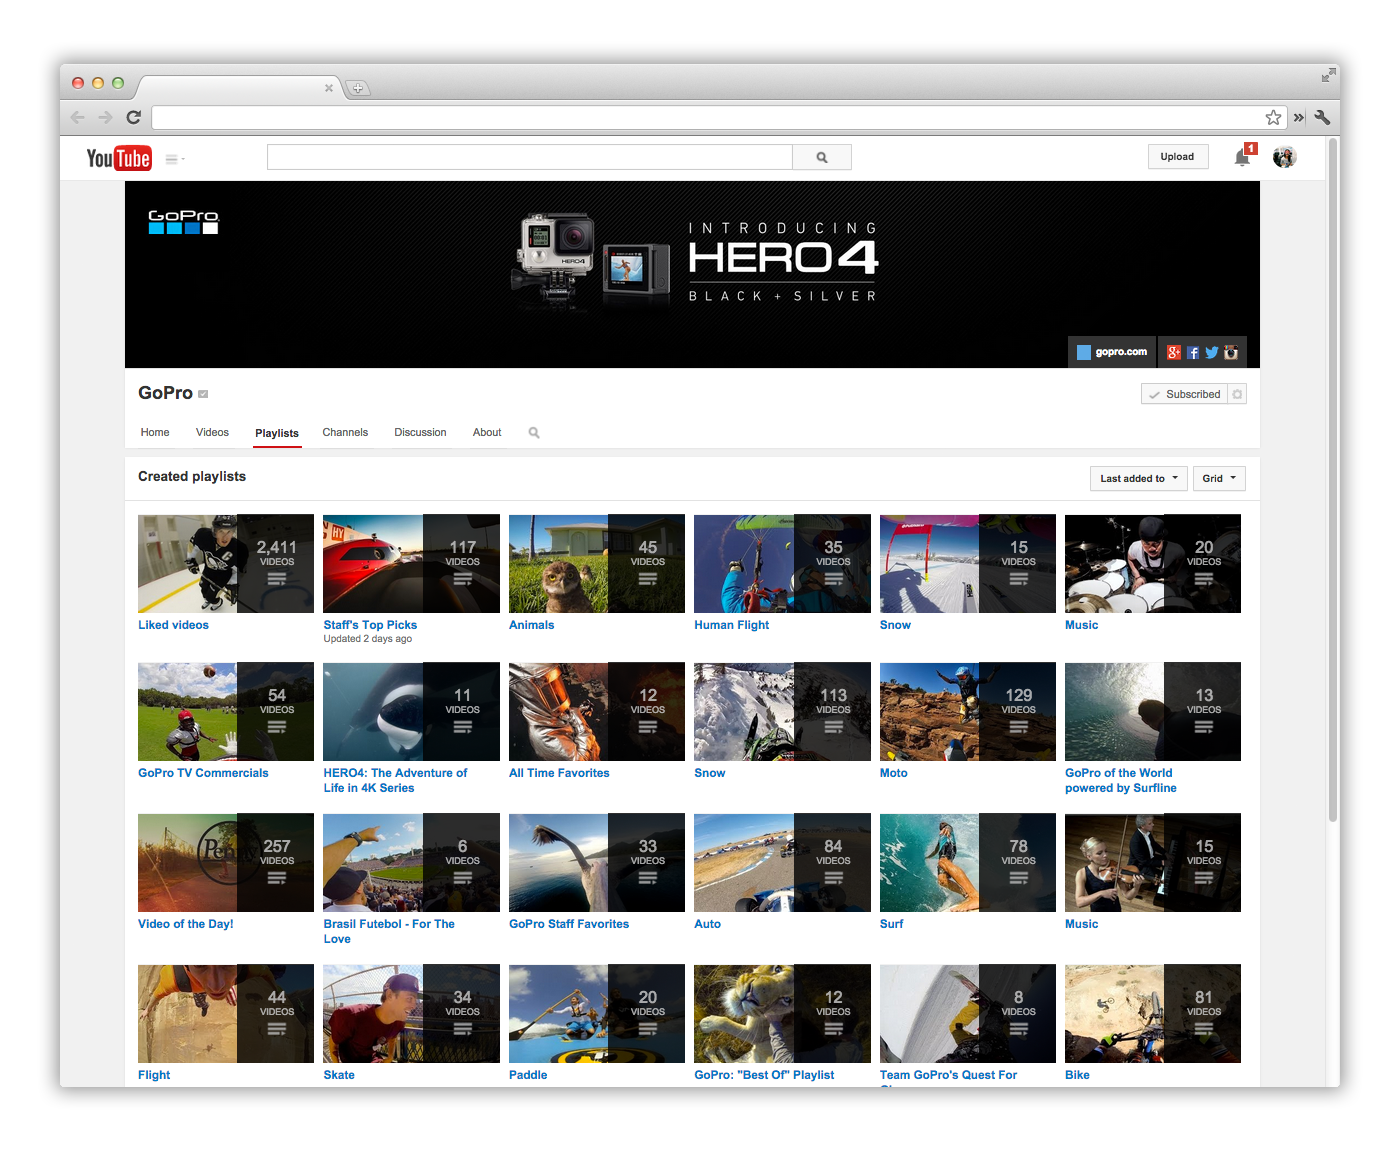 YouTube
Upload
1
GoPro
INTRODUCING
HERO4
BLACK + SILVER
HERO4
gopro.com
GoPro
Subscribed
Home Videos Playlists Channels Discussion About
Created playlists
Last added to
Grid
2,411 VIDEOS
Liked videos
117 VIDEOS
Staff's Top Picks
Updated 2 days ago
45 VIDEOS
Animals
35 VIDEOS
Human Flight
15 VIDEOS
Snow
20 VIDEOS
Music
54 VIDEOS
GoPro TV Commercials
11 VIDEOS
HERO4: The Adventure of
Life in 4K Series
12 VIDEOS
All Time Favorites
113 VIDEOS
Snow
129 VIDEOS
Moto
13 VIDEOS
GoPro of the World
powered by Surfline
Penny
257 VIDEOS
Video of the Day!
6 VIDEOS
Brasil Futebol - For The
Love
33 VIDEOS
GoPro Staff Favorites
84 VIDEOS
Auto
78 VIDEOS
Surf
15 VIDEOS
Music
44 VIDEOS
Flight
34 VIDEOS
Skate
20 VIDEOS
Paddle
12 VIDEOS
GoPro: "Best Of" Playlist
8 VIDEOS
Team GoPro's Quest For
81 VIDEOS
Bike